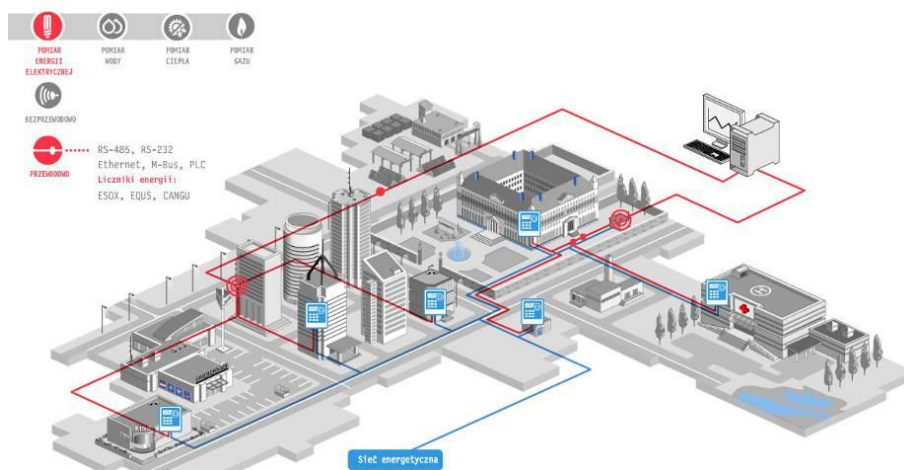 POMIAR
ENERGII
ELEKTRYCZNEJ
POMIAR
WODY
POMIAR
CIEPŁA
POMIAR
GAZU
BEZPRZEWODOWO
PRZEWODOWO
RS-485, RS-232
Ethernet, M-Bus, PLC
Liczniki energii:
ESOX, EQUS, CANGU
H
KINO
Sieć energetyczna